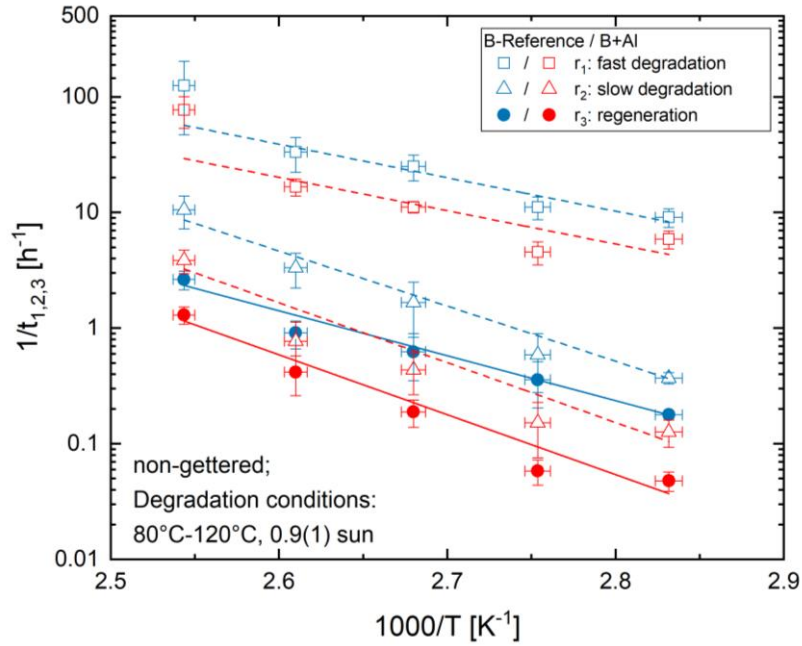 500
100
10
1
0.1
0.01
1/t1,2,3 [h-1]
B-Reference / B+Al
/ r1: fast degradation
/ r2: slow degradation
/ r3: regeneration
non-gettered;
Degradation conditions:
80°C-120°C, 0.9(1) sun
2.5 2.6 2.7 2.8 2.9
1000/T [K-1]